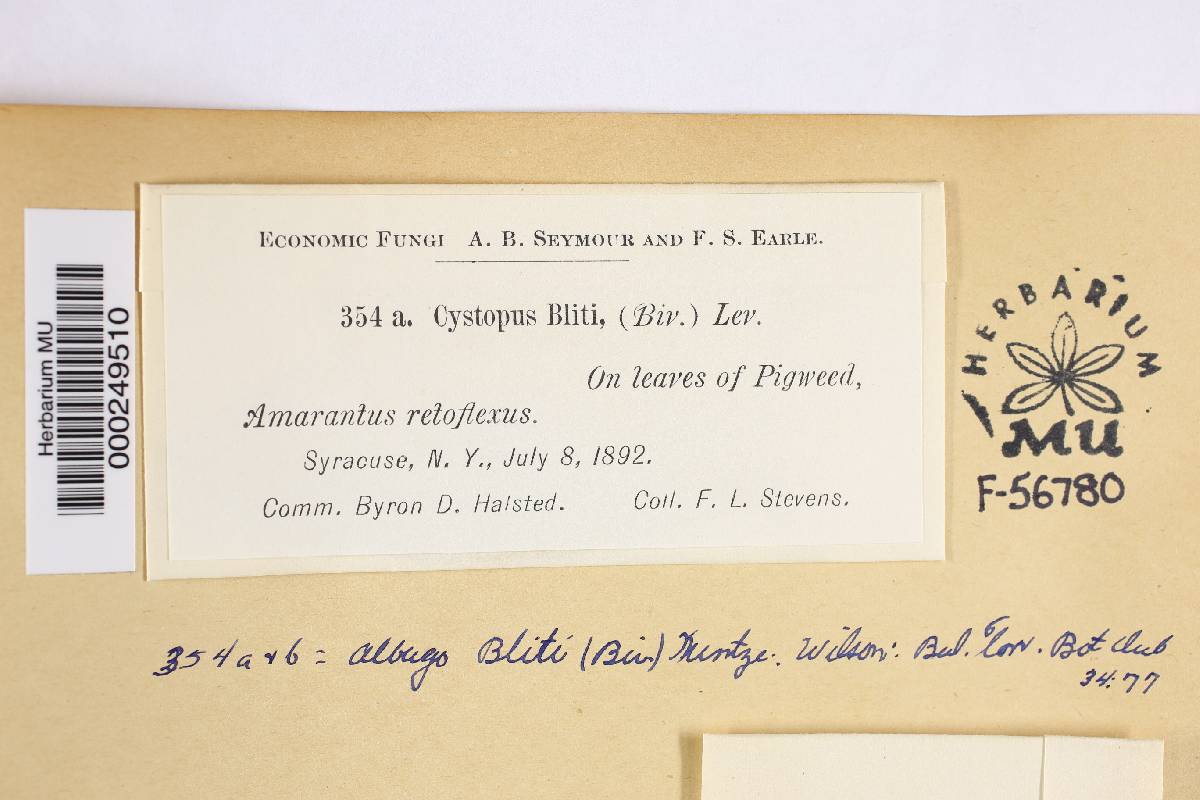 Herbarium MU
0000249510
ECONOMIC FUNGI A. B. SEYMOUR AND F. S. EARLE.
354 a. Cystopus Bliti, (Biv.) Lev.
On leaves of Pigweed,
Amarantus retoflexus.
Syracuse, N. Y., July 8, 1892.
Comm. Byron D. Halsted. Coll. F. L. Stevens.
HERBARIUM
MU
F-56780
354 a & b = Albugo Bliti (Biv.) Kuntze. Wilson. Bul. Torr. Bot Club
34:77